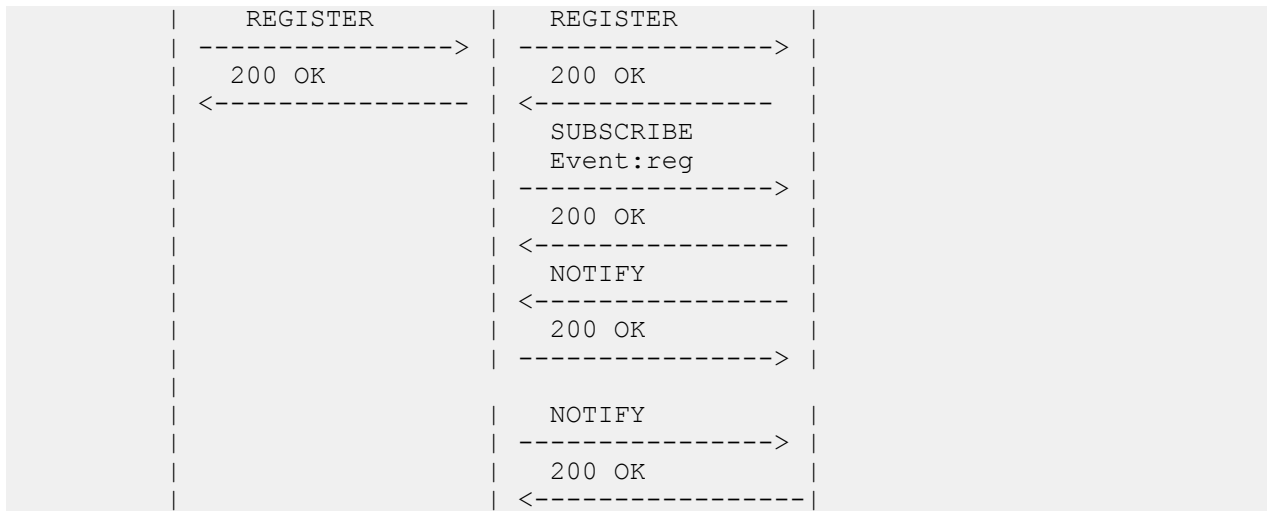 |    REGISTER      |   REGISTER        |
| ----------------> | ----------------> |
|   200 OK          |   200 OK          |
| <---------------- | <---------------  |
|                   |   SUBSCRIBE       |
|                   |   Event:reg       |
|                   | ----------------> |
|                   |   200 OK          |
|                   | <---------------- |
|                   |   NOTIFY          |
|                   | <---------------- |
|                   |   200 OK          |
|                   | ----------------> |
|
|                   |   NOTIFY          |
|                   | ----------------> |
|                   |   200 OK          |
|                   | <-----------------|